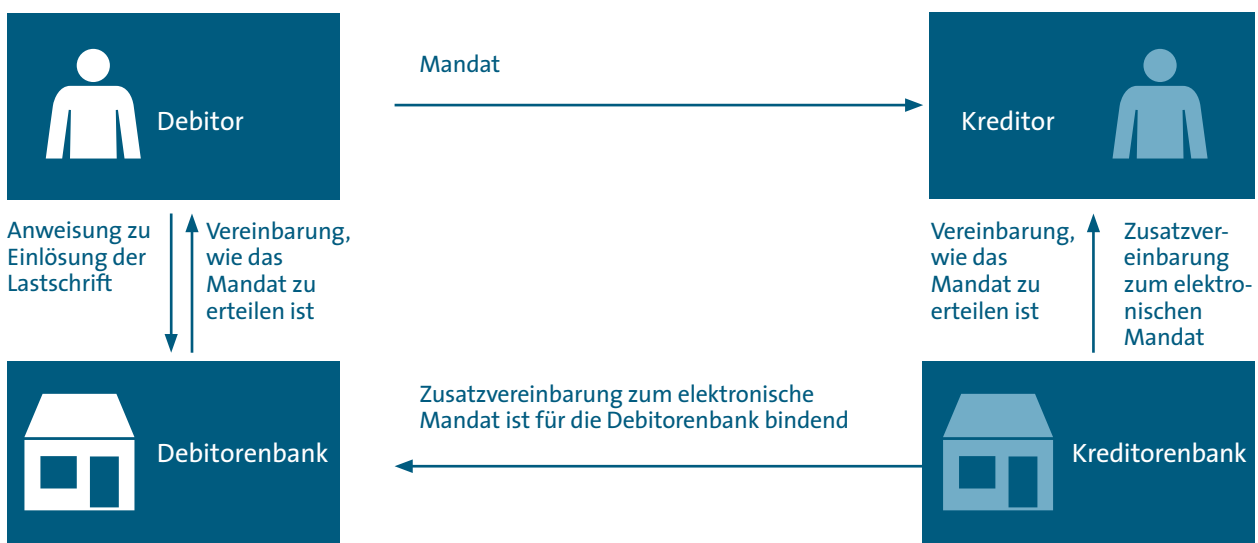 Mandat
Debitor
Kreditor
Anweisung zu
Einlösung der
Lastschrift
Vereinbarung,
wie das
Mandat zu
erteilen ist
Vereinbarung,
wie das
Mandat zu
erteilen ist
Zusatzver-
einbarung
zum elektro-
nischen
Mandat
Zusatzvereinbarung zum elektronische
Mandat ist für die Debitorenbank bindend
Debitorenbank
Kreditorenbank